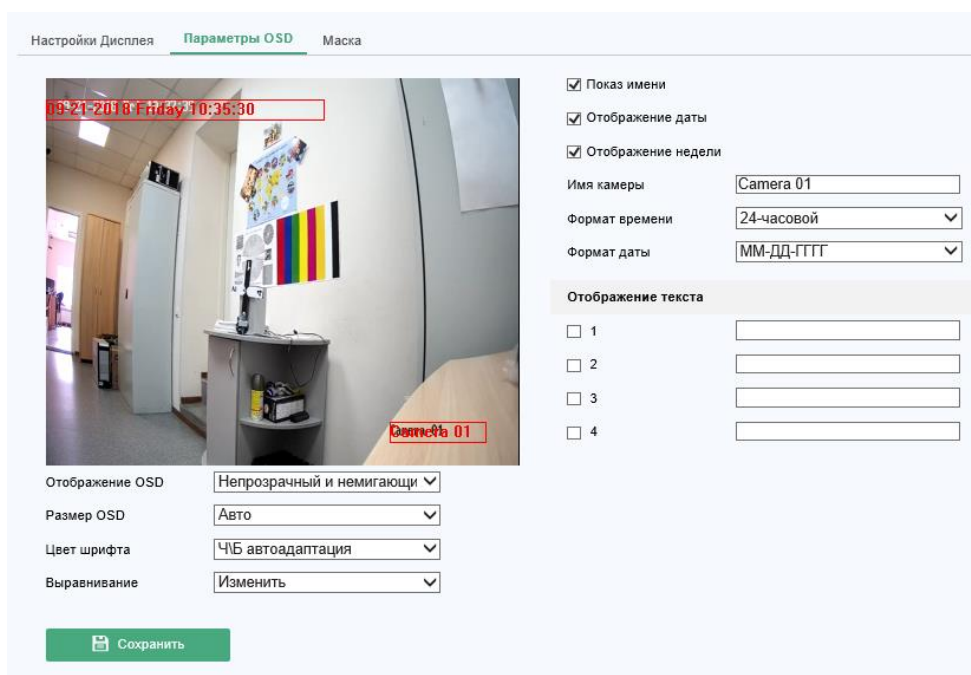 Настройки Дисплея Параметры OSD Маска
09-21-2018 Friday 10:35:30
Camera 01
Показ имени
Отображение даты
Отображение недели
Имя камеры Camera 01
Формат времени 24-часовой
Формат даты ММ-ДД-ГГГГ
Отображение текста
1
2
3
4
Отображение OSD Непрозрачный и немигающи
Размер OSD Авто
Цвет шрифта Ч\Б автоадаптация
Выравнивание Изменить
Сохранить